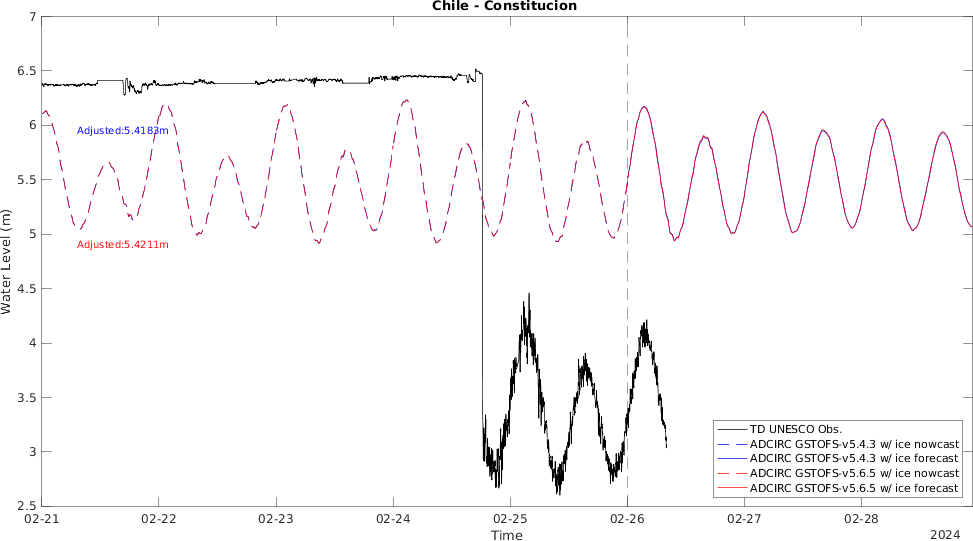 Chile - Constitucion
7
6.5
6
5.5
5
4.5
4
3.5
3
2.5
Water Level (m)
Adjusted:5.4183m
Adjusted:5.4211m
TD UNESCO Obs.
ADCIRC GSTOFS-v5.4.3 w/ ice nowcast
ADCIRC GSTOFS-v5.4.3 w/ ice forecast
ADCIRC GSTOFS-v5.6.5 w/ ice nowcast
ADCIRC GSTOFS-v5.6.5 w/ ice forecast
02-21 02-22 02-23 02-24 02-25 02-26 02-27 02-28
Time
2024